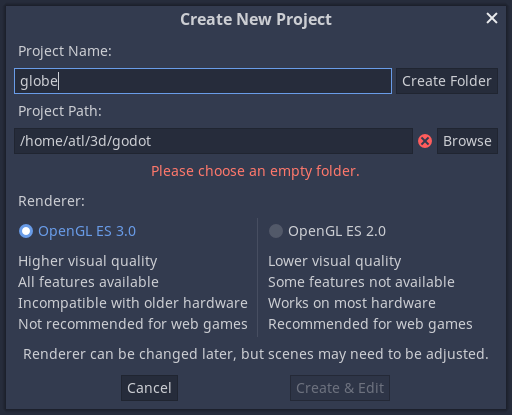 Create New Project
Project Name:
globe
Create Folder
Project Path:
/home/atl/3d/godot
Browse
Please choose an empty folder.
Renderer:
OpenGL ES 3.0
Higher visual quality
All features available
Incompatible with older hardware
Not recommended for web games
OpenGL ES 2.0
Lower visual quality
Some features not available
Works on most hardware
Recommended for web games
Renderer can be changed later, but scenes may need to be adjusted.
Cancel
Create & Edit